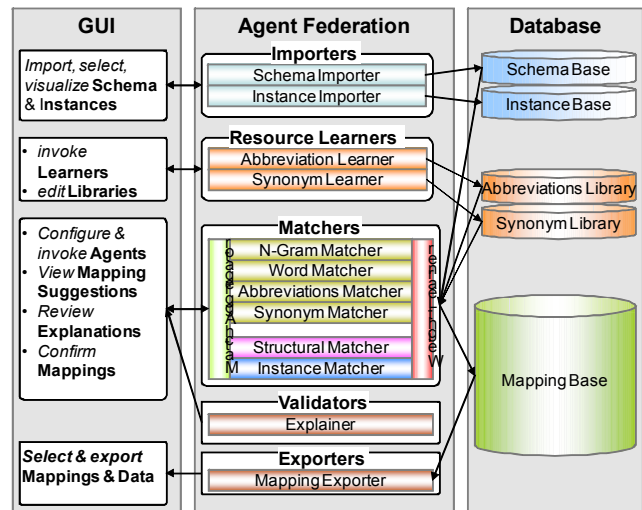 GUI
Agent Federation
Database
Import, select,
visualize Schema
& Instances
Importers
Schema Importer
Instance Importer
Schema Base
Instance Base
• invoke
Learners
• edit Libraries
Resource Learners
Abbreviation Learner
Synonym Learner
Abbreviations Library
Synonym Library
• Configure &
invoke Agents
• View Mapping
Suggestions
• Review
Explanations
• Confirm
Mappings
Matchers
N-Gram Matcher
Word Matcher
Abbreviations Matcher
Synonym Matcher
Structural Matcher
Instance Matcher
Mapping Base
Validators
Explainer
Select & export
Mappings & Data
Exporters
Mapping Exporter